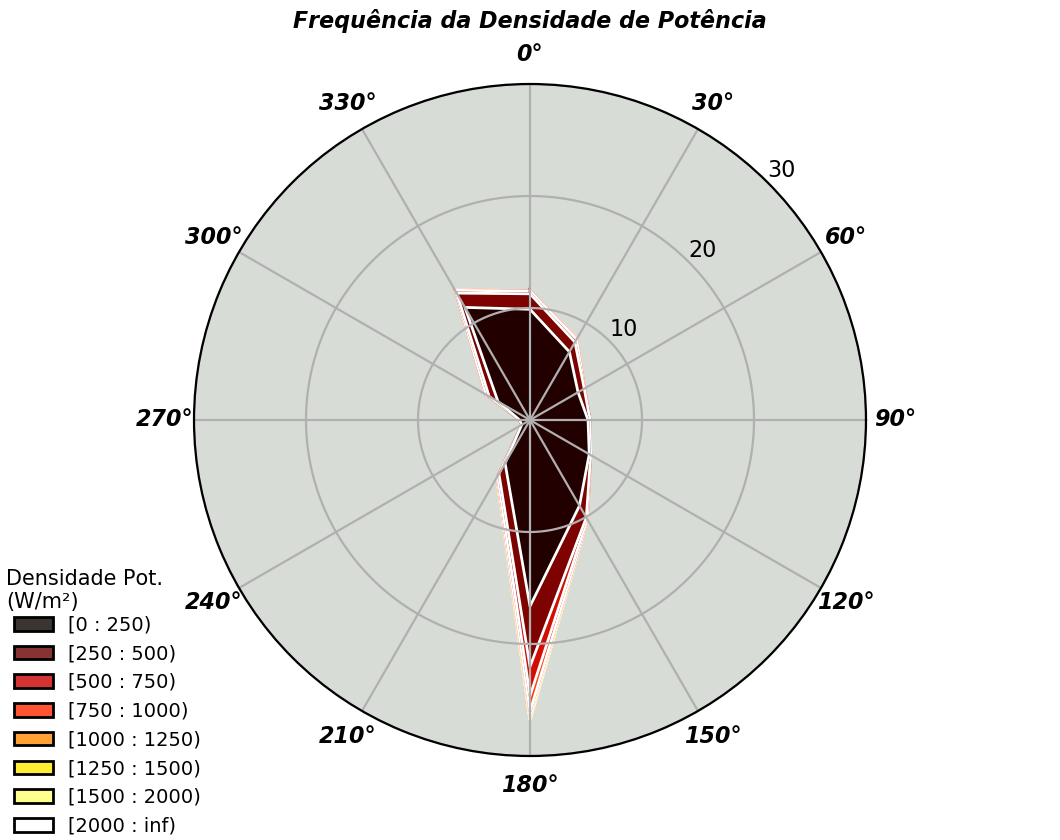 Frequência da Densidade de Potência
0°
330°
30°
30
300°
60°
20
10
270°
90°
Densidade Pot.
(W/m²)
240°
120°
[0 : 250)
[250 : 500)
[500 : 750)
[750 : 1000)
210°
150°
[1000 : 1250)
[1250 : 1500)
180°
[1500 : 2000)
[2000 : inf)